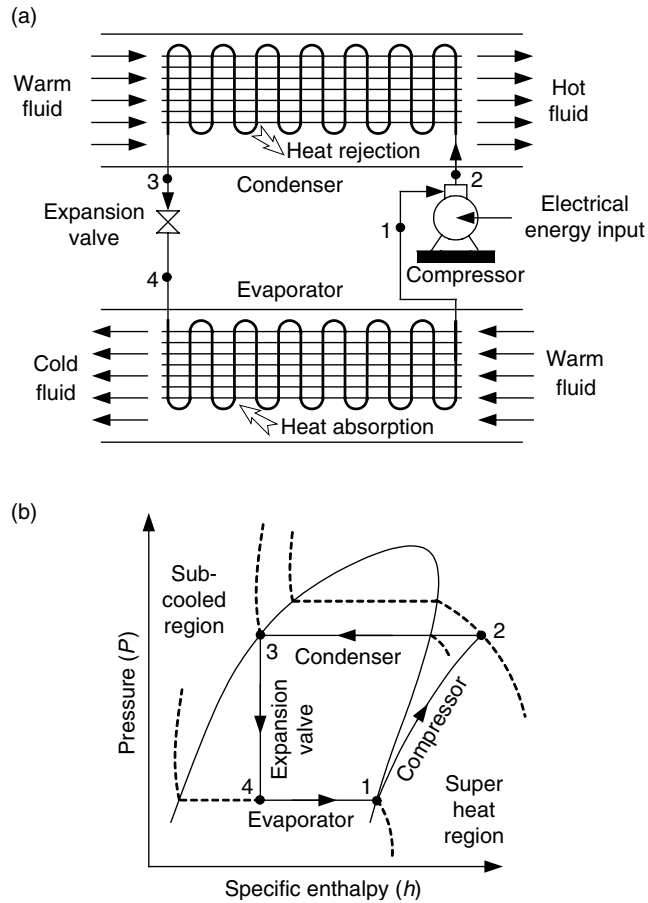 (a)
Warm
fluid
Hot
fluid
Heat rejection
3
Condenser
2
Expansion
valve
1
Electrical
energy input
4
Compressor
Evaporator
Cold
fluid
Warm
fluid
Heat absorption
(b)
Pressure (P)
Sub-
cooled
region
3
Condenser
2
Expansion
valve
Compressor
4
1
Evaporator
Super
heat
region
Specific enthalpy (h)